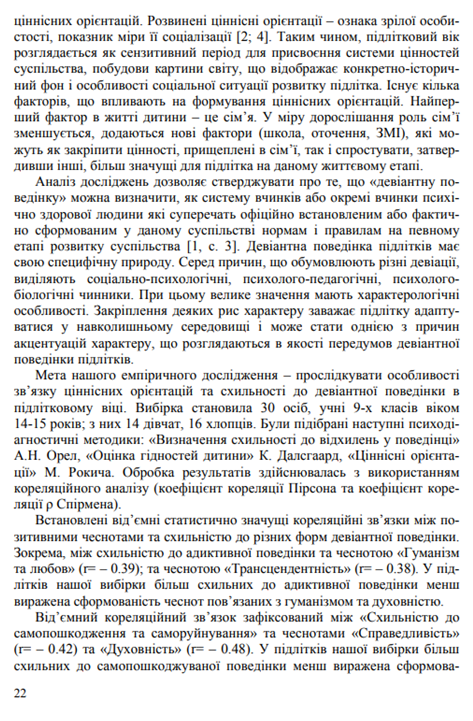 ціннісних орієнтацій. Розвинені ціннісні орієнтації – ознака зрілої особи-
стості, показник міри її соціалізації [2; 4]. Таким чином, підлітковий вік
розглядається як сензитивний період для присвоєння системи цінностей
суспільства, побудови картини світу, що відображає конкретно-історич-
ний фон і особливості соціальної ситуації розвитку підлітка. Існує кілька
факторів, що впливають на формування ціннісних орієнтацій. Найпер-
ший фактор в житті дитини – це сім’я. У міру дорослішання роль сім’ї
зменшується, додаються нові фактори (школа, оточення, ЗМІ), які мо-
жуть як закріпити цінності, прищеплені в сім’ї, так і спростувати, затвер-
дивши інші, більш значущі для підлітка на даному життєвому етапі.
Аналіз досліджень дозволяє стверджувати про те, що «девіантну по-
ведінку» можна визначити, як систему вчинків або окремі вчинки психі-
чно здорової людини які суперечать офіційно встановленим або фактич-
но сформованим у даному суспільстві нормам і правилам на певному
етапі розвитку суспільства [1, с. 3]. Девіантна поведінка підлітків має
свою специфічну природу. Серед причин, що обумовлюють різні девіації,
виділяють соціально-психологічні, психолого-педагогічні, психолого-
біологічні чинники. При цьому велике значення мають характерологічні
особливості. Закріплення деяких рис характеру заважає підлітку адапту-
ватися у навколишньому середовищі і може стати однією з причин
акцентуацій характеру, що розглядаються в якості передумов девіантної
поведінки підлітків.
Мета нашого емпіричного дослідження – прослідкувати особливості
зв’язку ціннісних орієнтацій та схильності до девіантної поведінки в
підлітковому віці. Вибірка становила 30 осіб, учні 9-х класів віком
14-15 років; з них 14 дівчат, 16 хлопців. Були підібрані наступні псиході-
агностичні методики: «Визначення схильності до відхилень у поведінці»
А.Н. Орел, «Оцінка гідностей дитини» К. Далсгаард, «Ціннісні орієнта-
ції» М. Рокича. Обробка результатів здійснювалась з використанням
кореляційного аналізу (коефіцієнт кореляції Пірсона та коефіцієнт коре-
ляції ρ Спірмена).
Встановлені від’ємні статистично значущі кореляційні зв’язки між по-
зитивними чеснотами та схильністю до різних форм девіантної поведінки.
Зокрема, між схильністю до адиктивної поведінки та чеснотою «Гуманізм
та любов» (r= – 0.39); та чеснотою «Трансцендентність» (r= – 0.38). У під-
літків нашої вибірки більш схильних до адиктивної поведінки менш
виражена сформованість чеснот пов’язаних з гуманізмом та духовністю.
Від’ємний кореляційний зв’язок зафіксований між «Схильністю до
самопошкодження та саморуйнування» та чеснотами «Справедливість»
(r= – 0.42) та «Духовність» (r= – 0.48). У підлітків нашої вибірки більш
схильних до самопошкоджуваної поведінки менш виражена сформова-
22